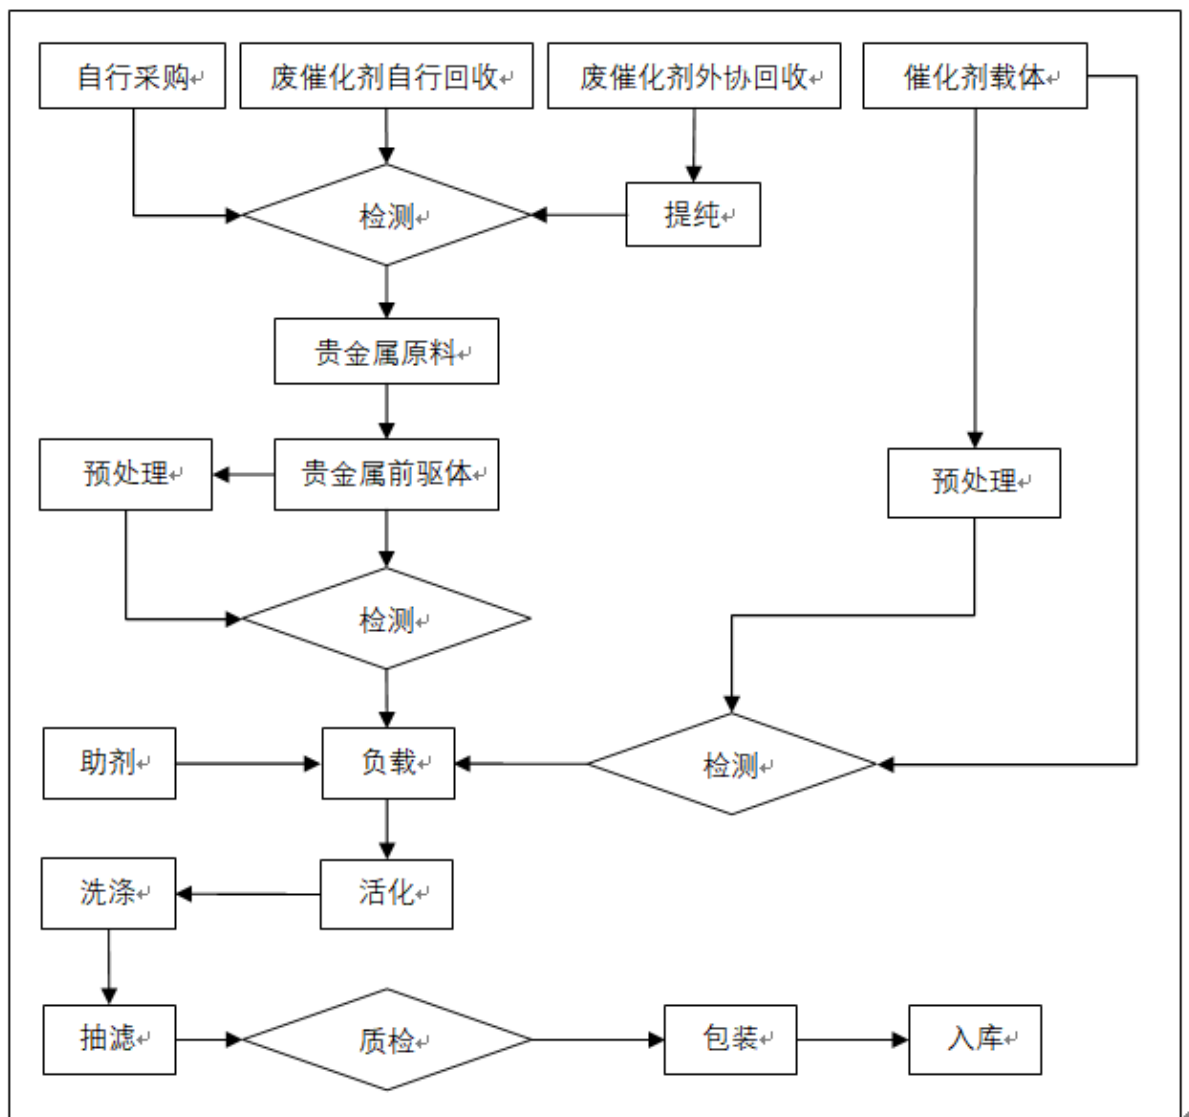 自行采购
废催化剂自行回收
废催化剂外协回收
催化剂载体
检测
提纯
贵金属原料
预处理
贵金属前驱体
预处理
检测
助剂
负载
检测
洗涤
活化
抽滤
质检
包装
入库